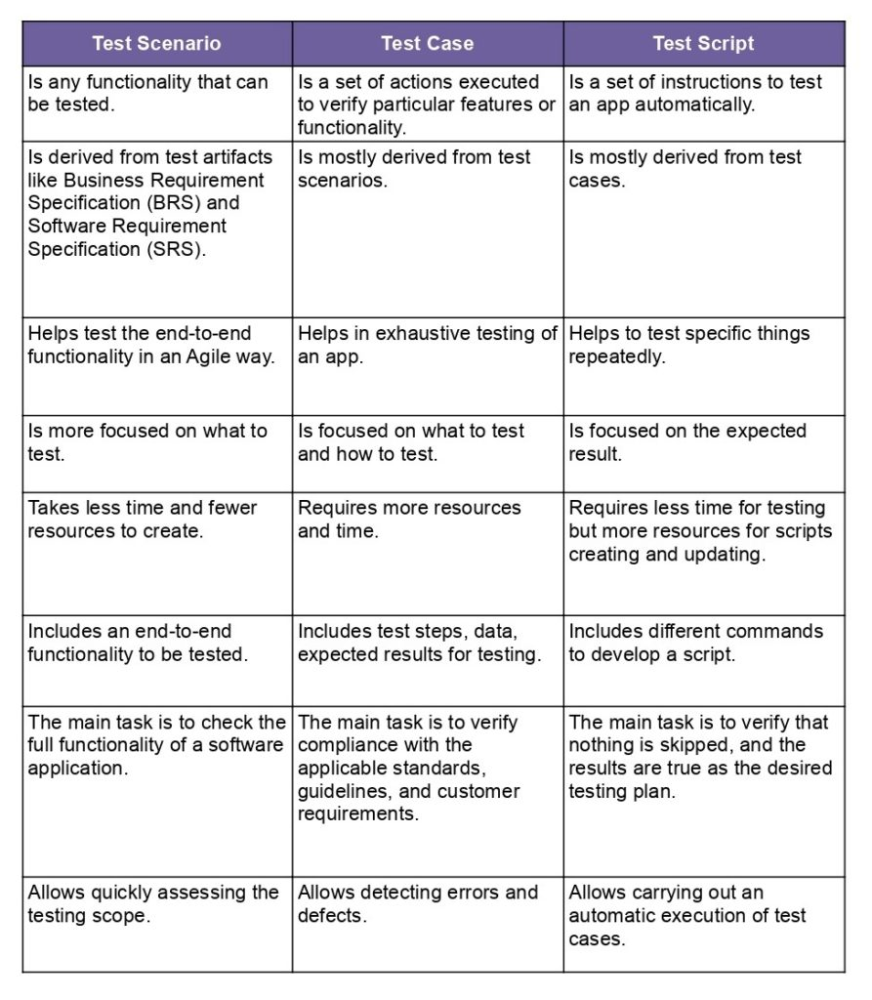 Test Scenario
Test Case
Test Script
Is any functionality that can
be tested.
Is a set of actions executed
to verify particular features or
functionality.
Is a set of instructions to test
an app automatically.
Is derived from test artifacts
like Business Requirement
Specification (BRS) and
Software Requirement
Specification (SRS).
Is mostly derived from test
scenarios.
Is mostly derived from test
cases.
Helps test the end-to-end
functionality in an Agile way.
Helps in exhaustive testing of
an app.
Helps to test specific things
repeatedly.
Is more focused on what to
test.
Is focused on what to test
and how to test.
Is focused on the expected
result.
Takes less time and fewer
resources to create.
Requires more resources
and time.
Requires less time for testing
but more resources for scripts
creating and updating.
Includes an end-to-end
functionality to be tested.
Includes test steps, data,
expected results for testing.
Includes different commands
to develop a script.
The main task is to check the
full functionality of a software
application.
The main task is to verify
compliance with the
applicable standards,
guidelines, and customer
requirements.
The main task is to verify that
nothing is skipped, and the
results are true as the desired
testing plan.
Allows quickly assessing the
testing scope.
Allows detecting errors and
defects.
Allows carrying out an
automatic execution of test
cases.